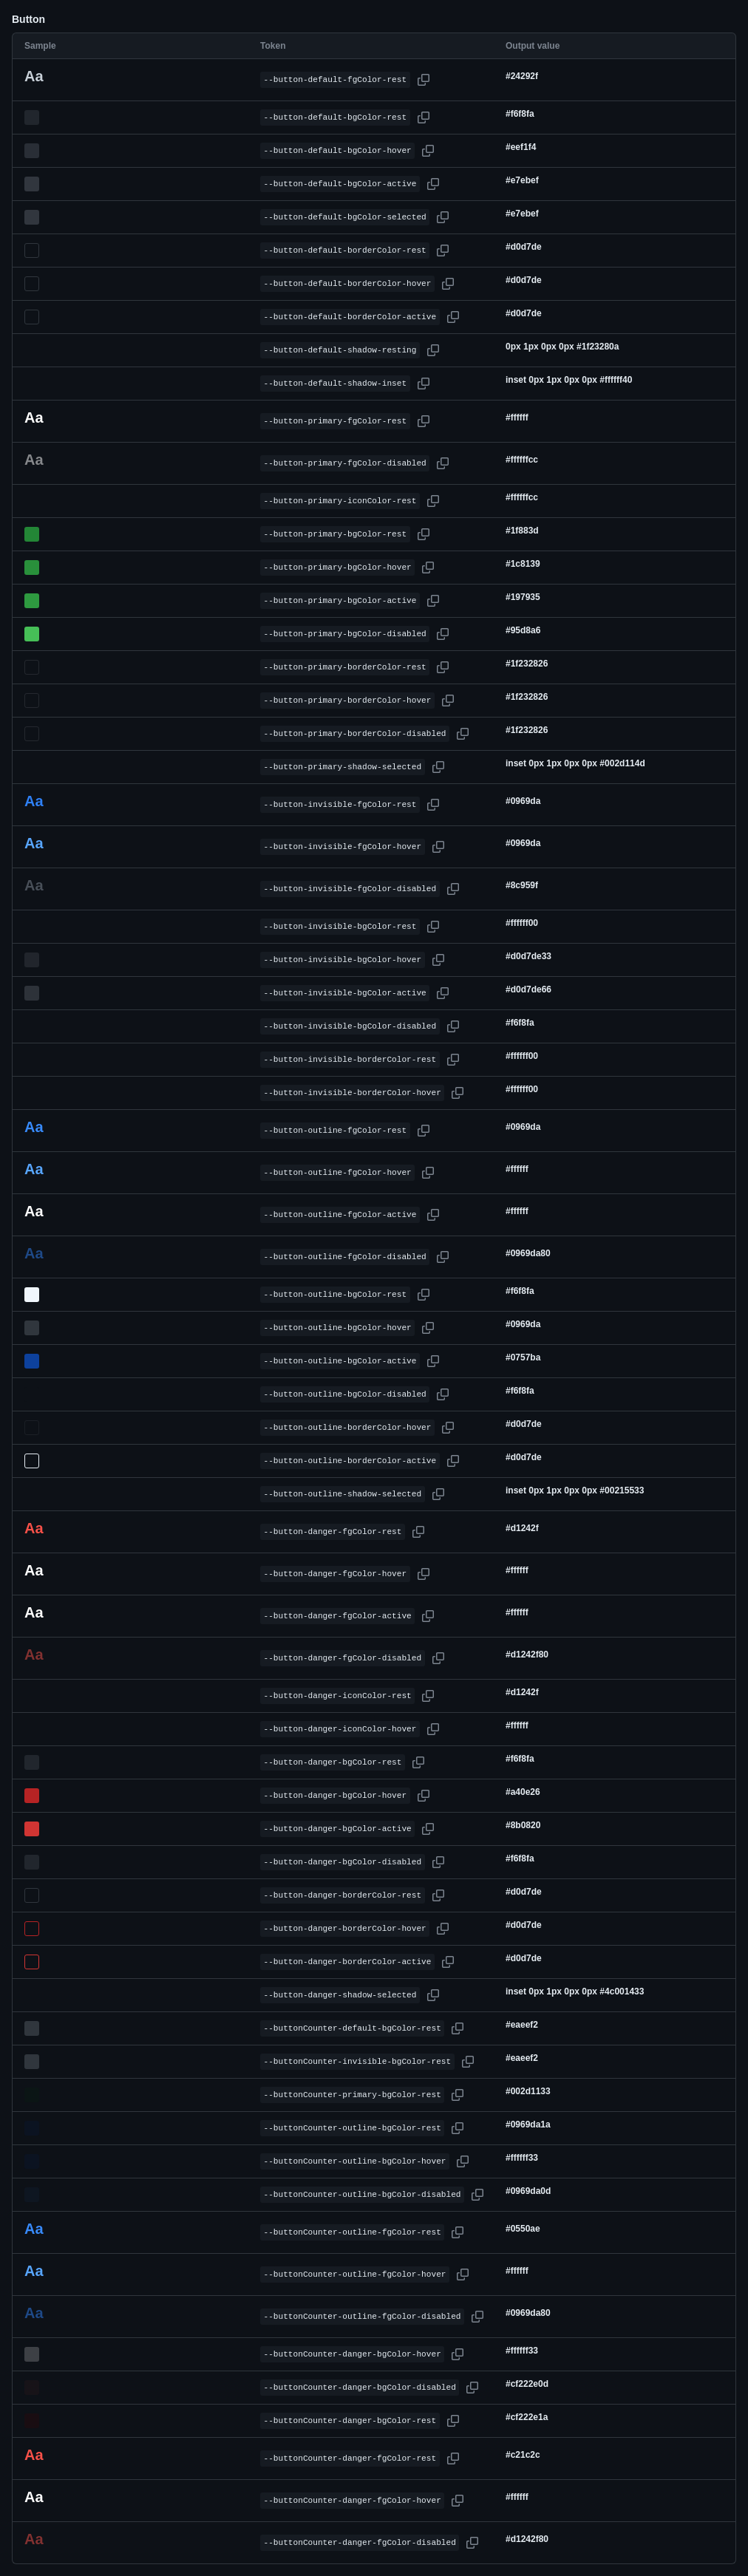 Button
Sample Token Output value
Aa --button-default-fgColor-rest #24292f
--button-default-bgColor-rest #f6f8fa
--button-default-bgColor-hover #eef1f4
--button-default-bgColor-active #e7ebef
--button-default-bgColor-selected #e7ebef
--button-default-borderColor-rest #d0d7de
--button-default-borderColor-hover #d0d7de
--button-default-borderColor-active #d0d7de
--button-default-shadow-resting 0px 1px 0px 0px #1f23280a
--button-default-shadow-inset inset 0px 1px 0px 0px #ffffff40
Aa --button-primary-fgColor-rest #ffffff
Aa --button-primary-fgColor-disabled #ffffffcc
--button-primary-iconColor-rest #ffffffcc
--button-primary-bgColor-rest #1f883d
--button-primary-bgColor-hover #1c8139
--button-primary-bgColor-active #197935
--button-primary-bgColor-disabled #95d8a6
--button-primary-borderColor-rest #1f232826
--button-primary-borderColor-hover #1f232826
--button-primary-borderColor-disabled #1f232826
--button-primary-shadow-selected inset 0px 1px 0px 0px #002d114d
Aa --button-invisible-fgColor-rest #0969da
Aa --button-invisible-fgColor-hover #0969da
Aa --button-invisible-fgColor-disabled #8c959f
--button-invisible-bgColor-rest #ffffff00
--button-invisible-bgColor-hover #d0d7de33
--button-invisible-bgColor-active #d0d7de66
--button-invisible-bgColor-disabled #f6f8fa
--button-invisible-borderColor-rest #ffffff00
--button-invisible-borderColor-hover #ffffff00
Aa --button-outline-fgColor-rest #0969da
Aa --button-outline-fgColor-hover #ffffff
Aa --button-outline-fgColor-active #ffffff
Aa --button-outline-fgColor-disabled #0969da80
--button-outline-bgColor-rest #f6f8fa
--button-outline-bgColor-hover #0969da
--button-outline-bgColor-active #0757ba
--button-outline-bgColor-disabled #f6f8fa
--button-outline-borderColor-hover #d0d7de
--button-outline-borderColor-active #d0d7de
--button-outline-shadow-selected inset 0px 1px 0px 0px #00215533
Aa --button-danger-fgColor-rest #d1242f
Aa --button-danger-fgColor-hover #ffffff
Aa --button-danger-fgColor-active #ffffff
Aa --button-danger-fgColor-disabled #d1242f80
--button-danger-iconColor-rest #d1242f
--button-danger-iconColor-hover #ffffff
--button-danger-bgColor-rest #f6f8fa
--button-danger-bgColor-hover #a40e26
--button-danger-bgColor-active #8b0820
--button-danger-bgColor-disabled #f6f8fa
--button-danger-borderColor-rest #d0d7de
--button-danger-borderColor-hover #d0d7de
--button-danger-borderColor-active #d0d7de
--button-danger-shadow-selected inset 0px 1px 0px 0px #4c001433
--buttonCounter-default-bgColor-rest #eaeef2
--buttonCounter-invisible-bgColor-rest #eaeef2
--buttonCounter-primary-bgColor-rest #002d1133
--buttonCounter-outline-bgColor-rest #0969da1a
--buttonCounter-outline-bgColor-hover #ffffff33
--buttonCounter-outline-bgColor-disabled #0969da0d
Aa --buttonCounter-outline-fgColor-rest #0550ae
Aa --buttonCounter-outline-fgColor-hover #ffffff
Aa --buttonCounter-outline-fgColor-disabled #0969da80
--buttonCounter-danger-bgColor-hover #ffffff33
--buttonCounter-danger-bgColor-disabled #cf222e0d
--buttonCounter-danger-bgColor-rest #cf222e1a
Aa --buttonCounter-danger-fgColor-rest #c21c2c
Aa --buttonCounter-danger-fgColor-hover #ffffff
Aa --buttonCounter-danger-fgColor-disabled #d1242f80